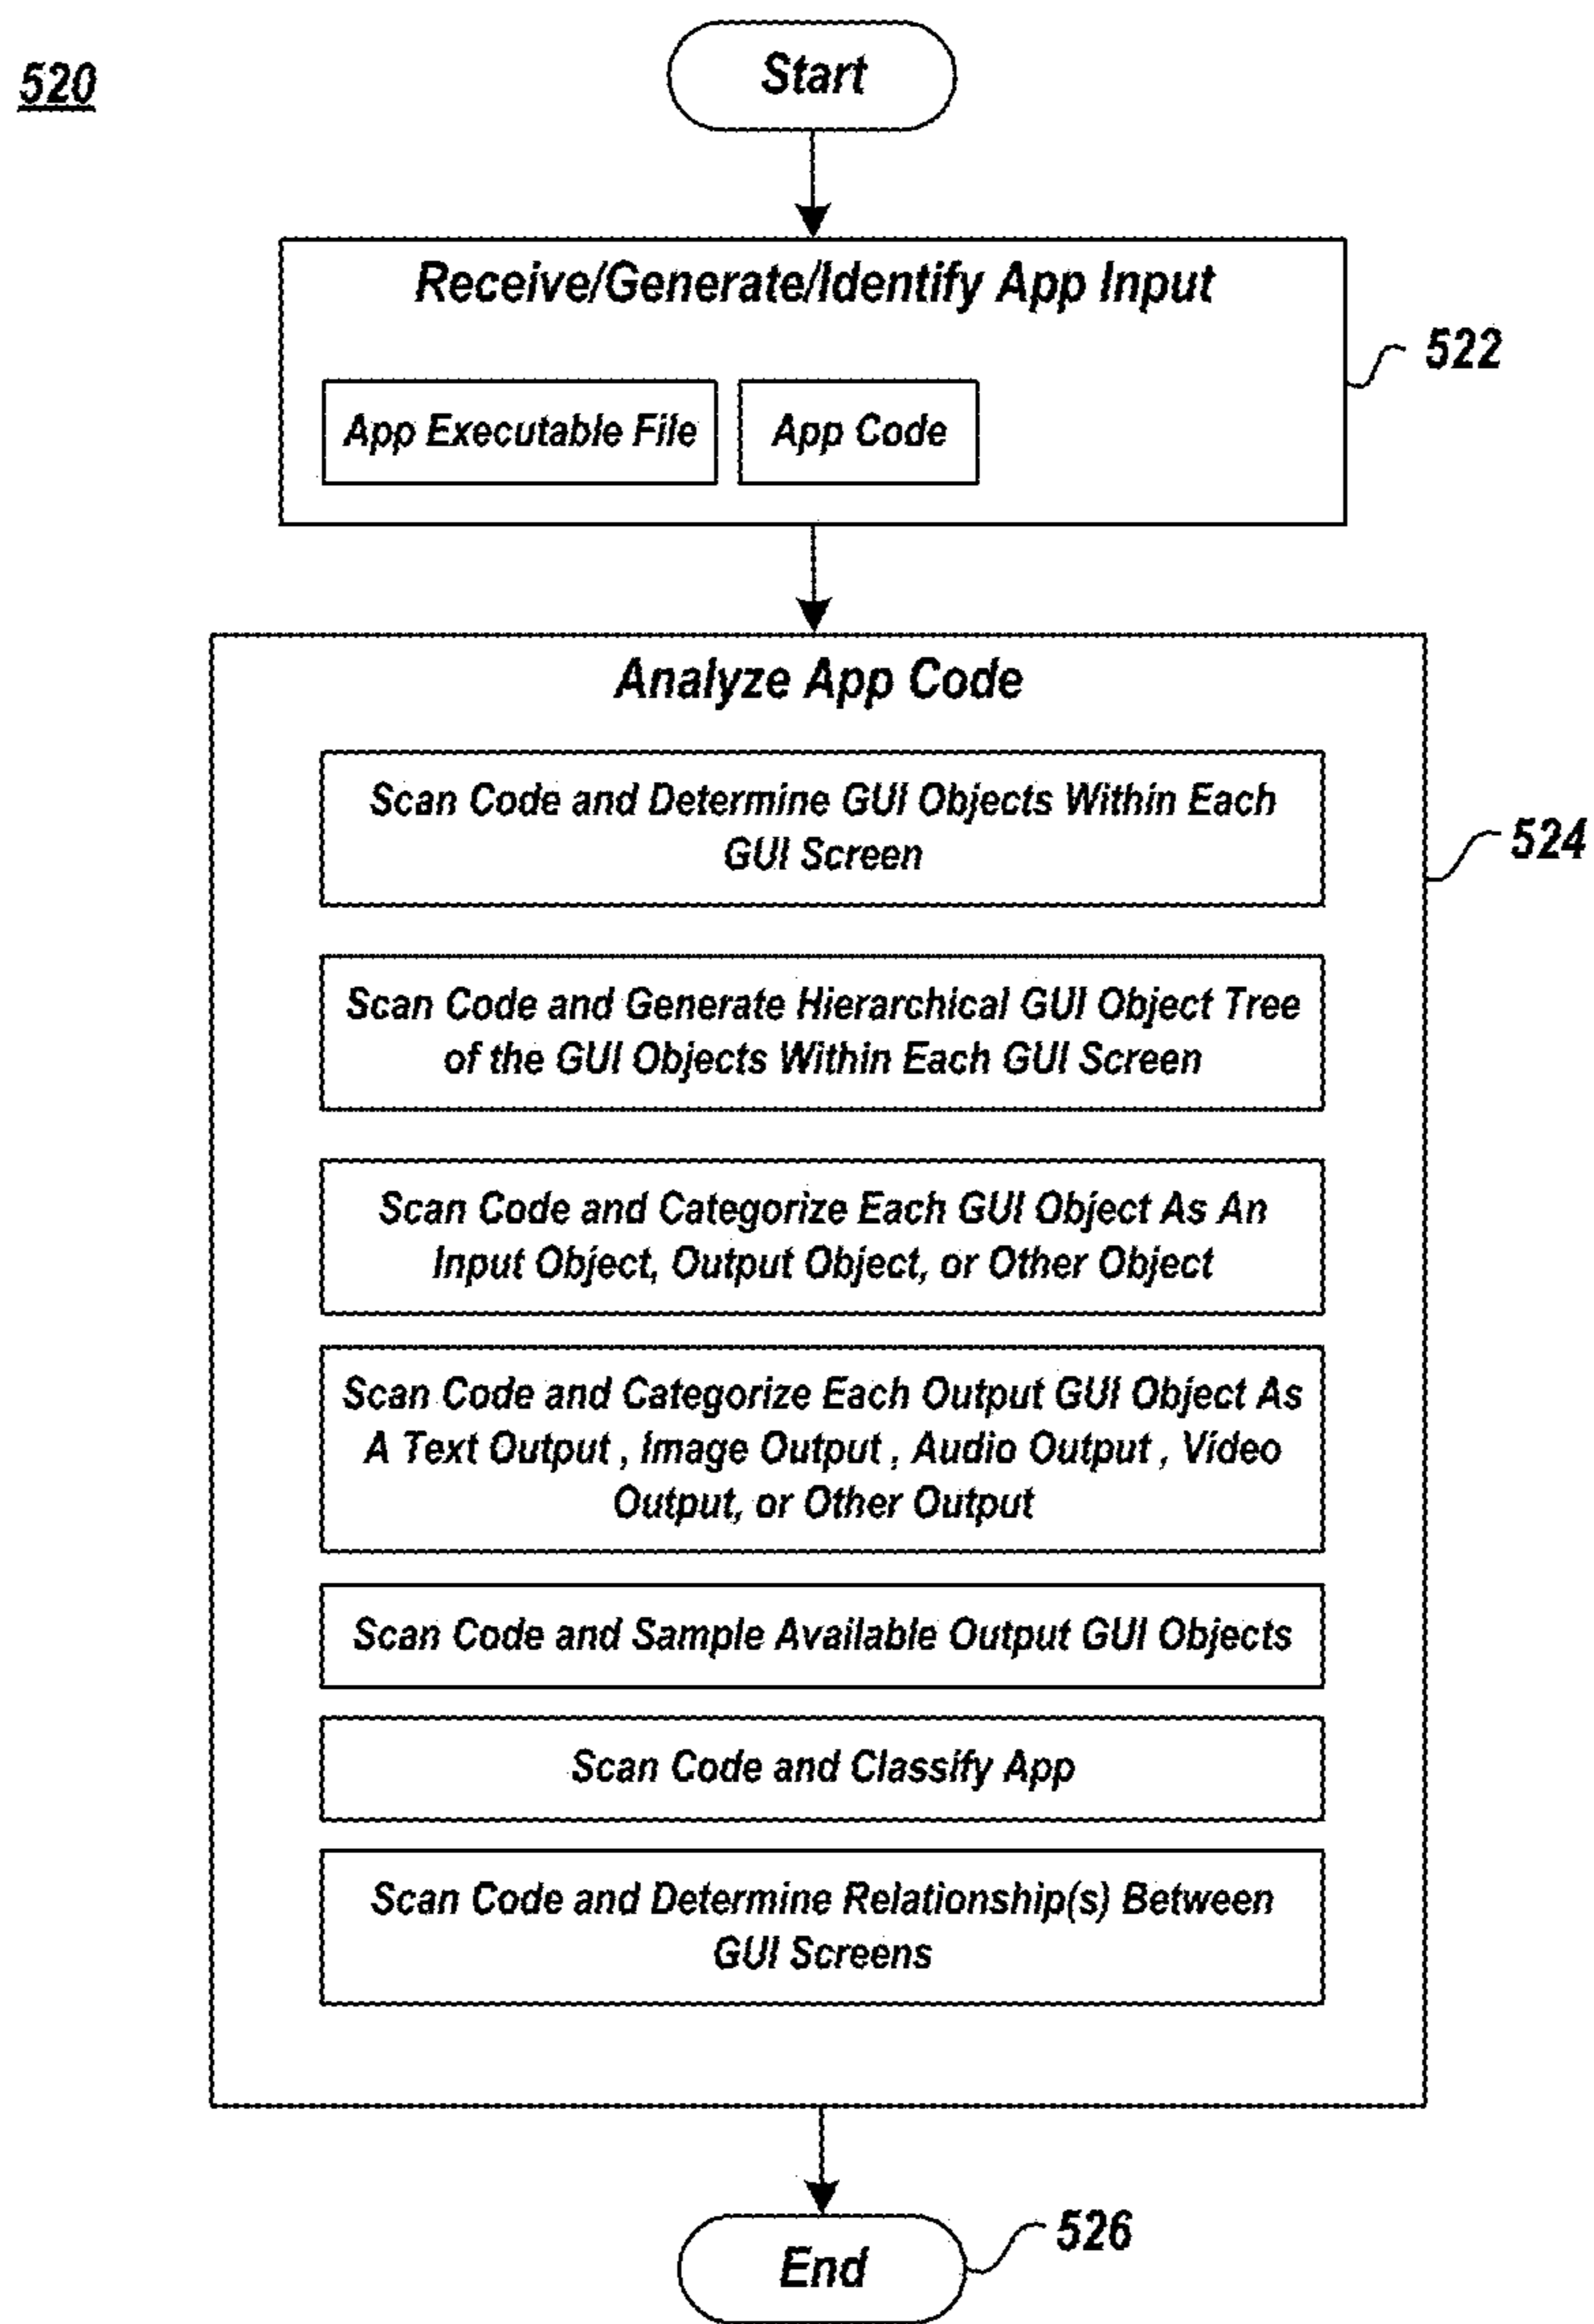 520
Start
Receive/Generate/Identify App Input
522
App Executable File
App Code
Analyze App Code
Scan Code and Determine GUI Objects Within Each
GUI Screen
524
Scan Code and Generate Hierarchical GUI Object Tree
of the GUI Objects Within Each GUI Screen
Scan Code and Categorize Each GUI Object As An
Input Object, Output Object, or Other Object
Scan Code and Categorize Each Output GUI Object As
A Text Output , Image Output , Audio Output , Video
Output, or Other Output
Scan Code and Sample Available Output GUI Objects
Scan Code and Classify App
Scan Code and Determine Relationship(s) Between
GUI Screens
End
526